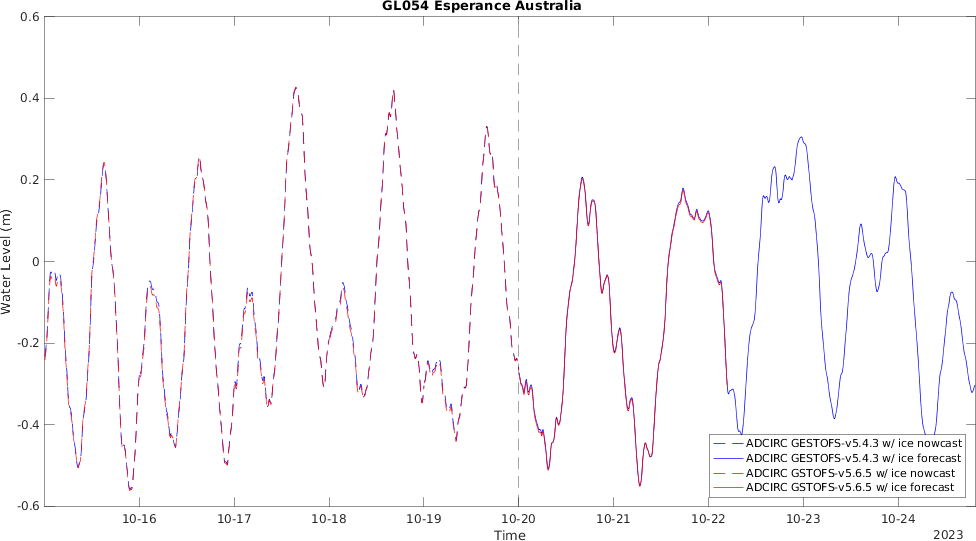 GL054 Esperance Australia
Water Level (m)
0.6
0.4
0.2
0
-0.2
-0.4
-0.6
10-16
10-17
10-18
10-19
10-20
10-21
10-22
10-23
10-24
Time
2023
ADCIRC GESTOFS-v5.4.3 w/ ice nowcast
ADCIRC GESTOFS-v5.4.3 w/ ice forecast
ADCIRC GSTOFS-v5.6.5 w/ ice nowcast
ADCIRC GSTOFS-v5.6.5 w/ ice forecast